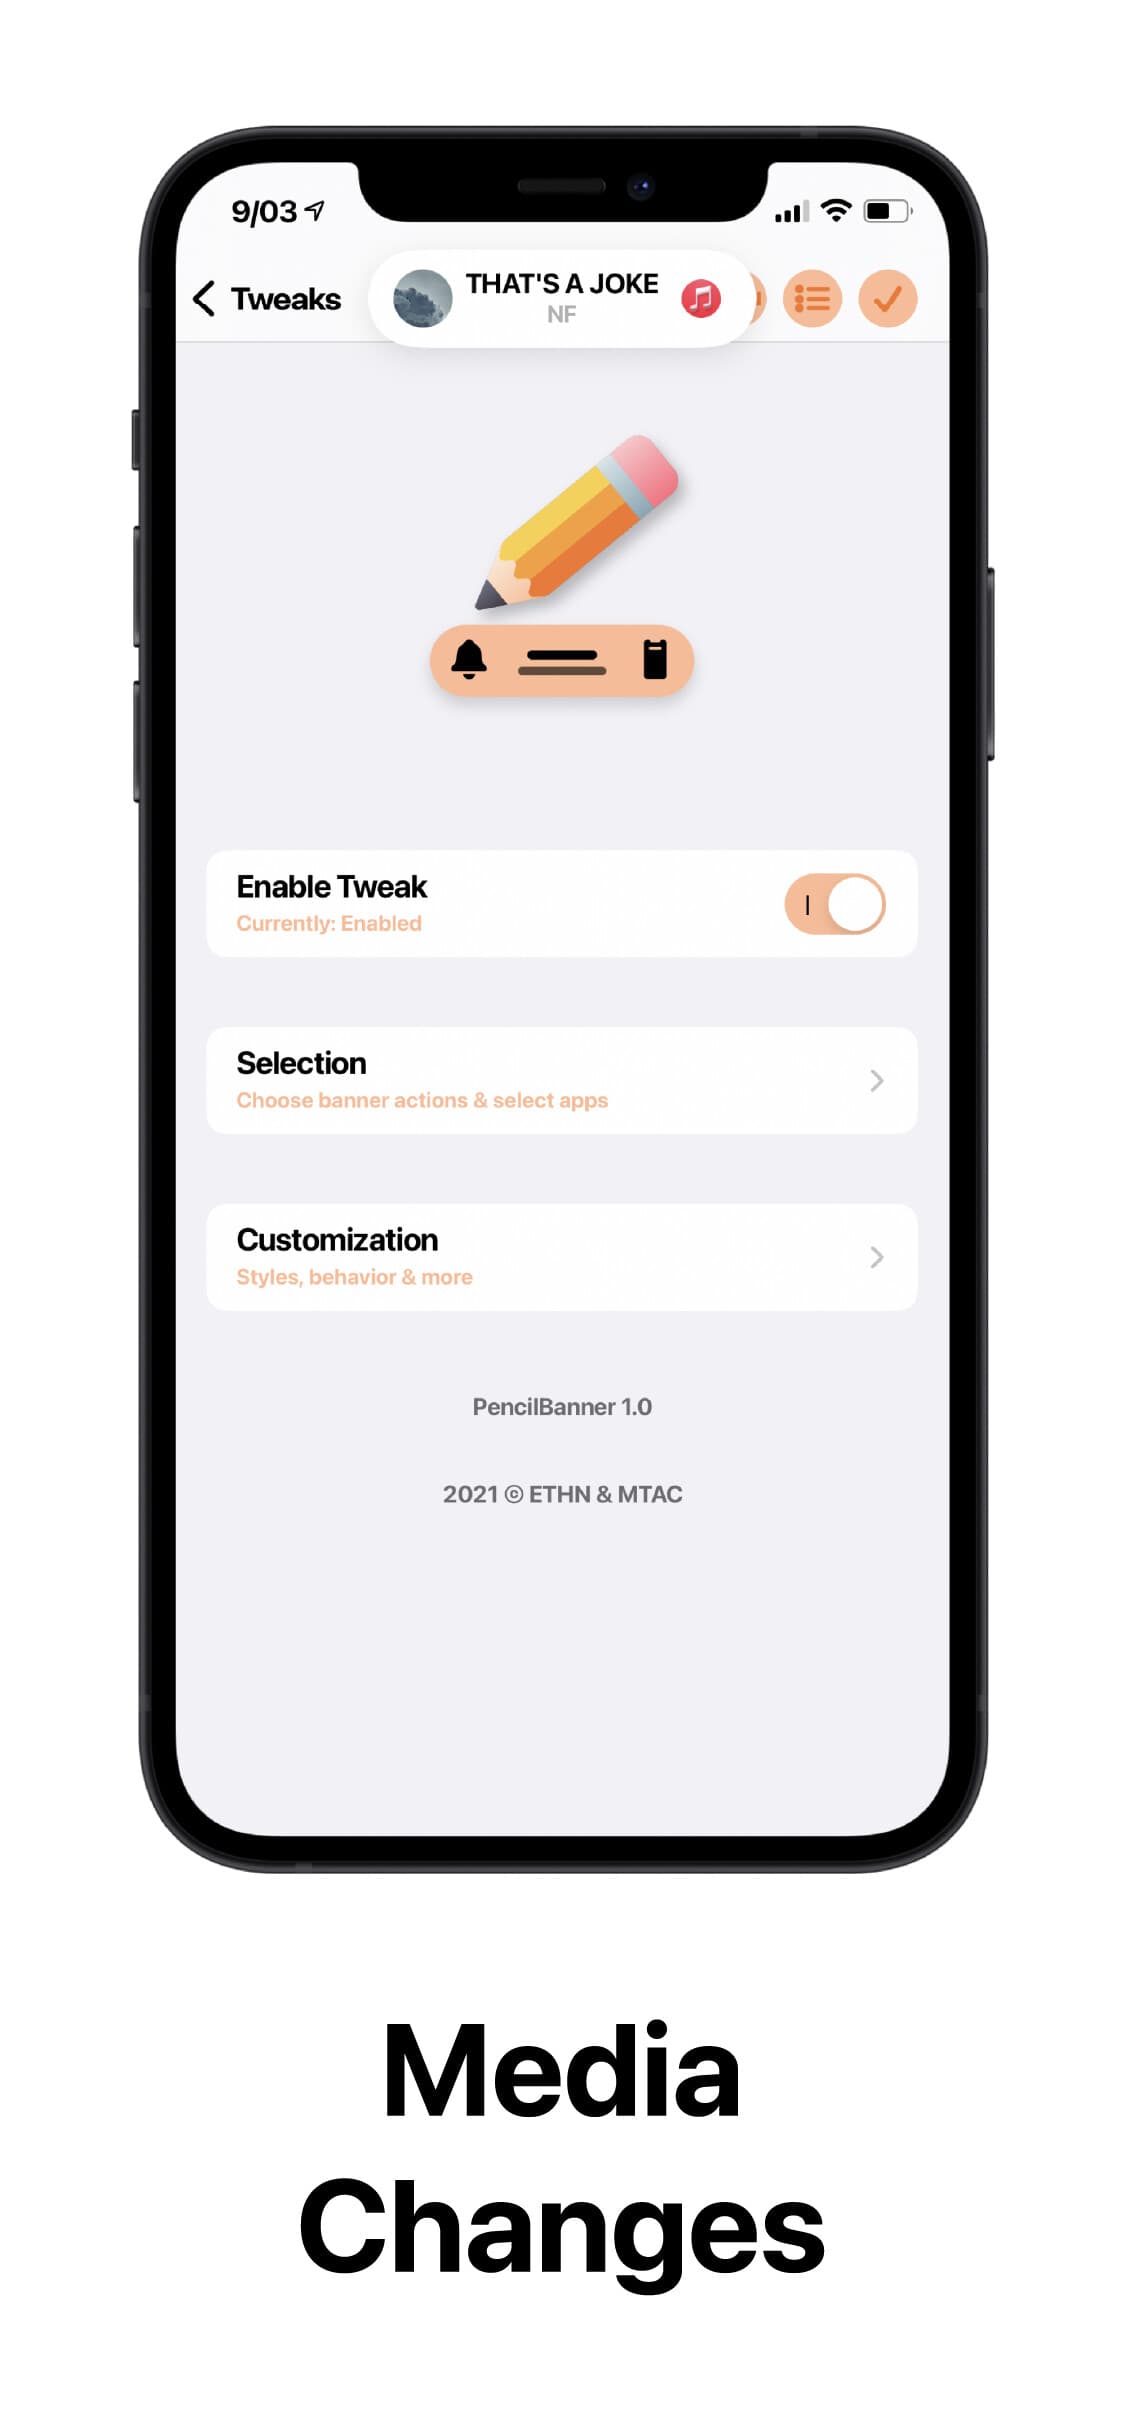 9/03
Tweaks
THAT'S A JOKE
NF
Enable Tweak
Currently: Enabled
Selection
Choose banner actions & select apps
Customization
Styles, behavior & more
PencilBanner 1.0
2021 © ETHN & MTAC
Media
Changes